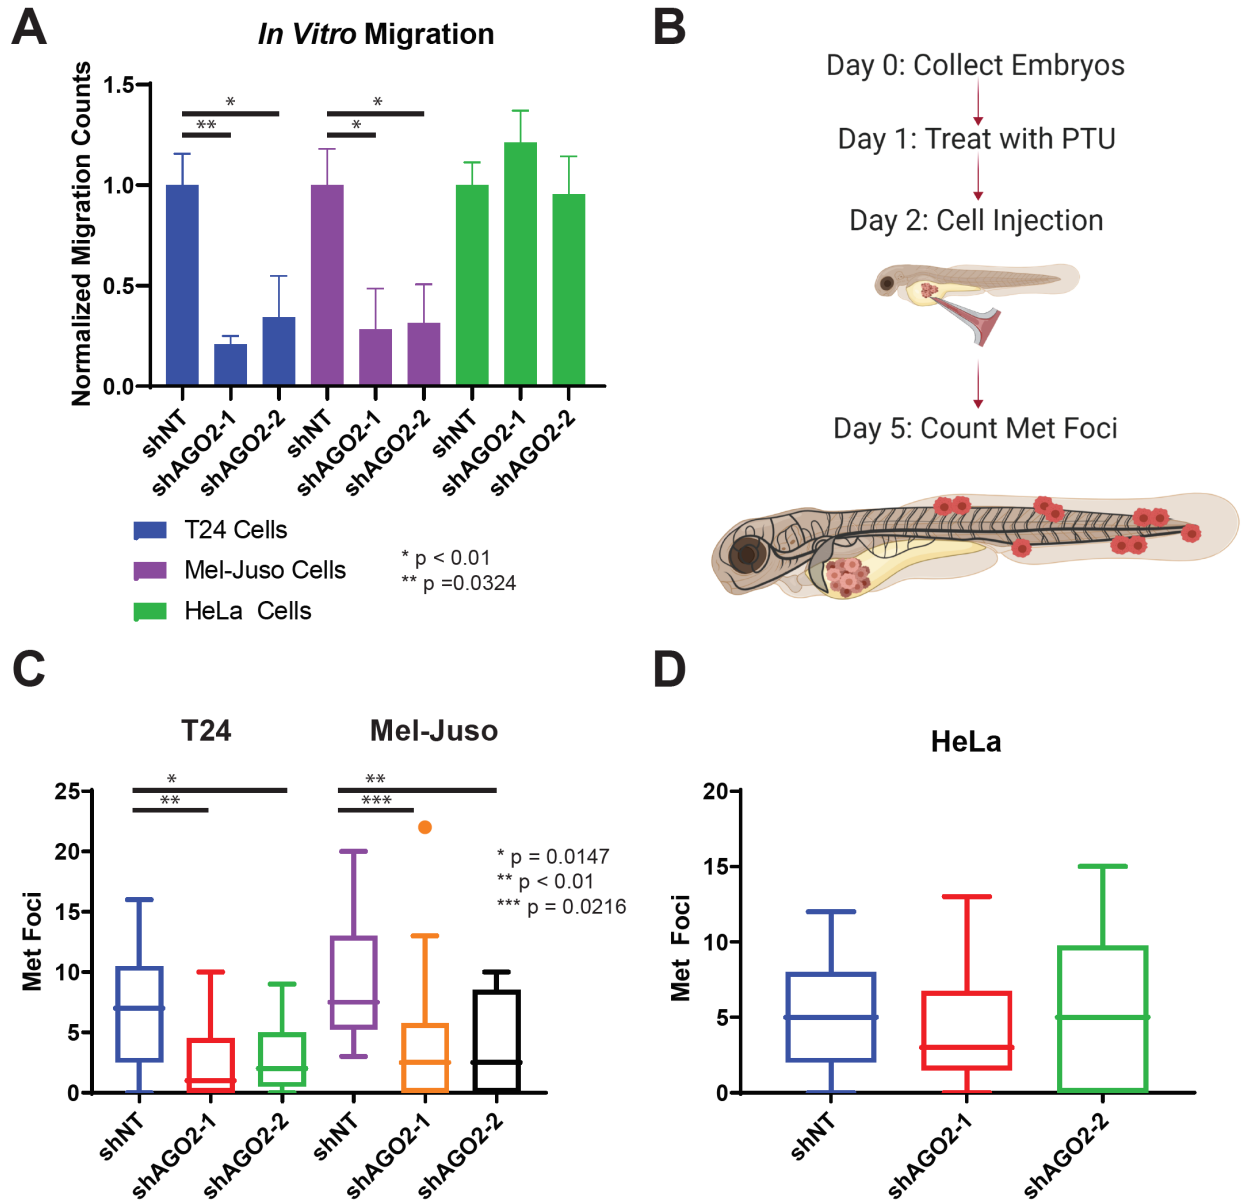 A
In Vitro Migration
Normalized Migration Counts
1.5
1.0
0.5
0.0
*
**
*
*
shNT
shAGO2-1
shAGO2-2
shNT
shAGO2-1
shAGO2-2
shNT
shAGO2-1
shAGO2-2
T24 Cells
Mel-Juso Cells
HeLa Cells
* p < 0.01
** p =0.0324
B
Day 0: Collect Embryos
Day 1: Treat with PTU
Day 2: Cell Injection
Day 5: Count Met Foci
C
T24
Mel-Juso
Met Foci
25
20
15
10
5
0
*
**
**
***
* p = 0.0147
** p < 0.01
*** p = 0.0216
shNT
shAGO2-1
shAGO2-2
shNT
shAGO2-1
shAGO2-2
D
HeLa
Met Foci
20
15
10
5
0
shNT
shAGO2-1
shAGO2-2